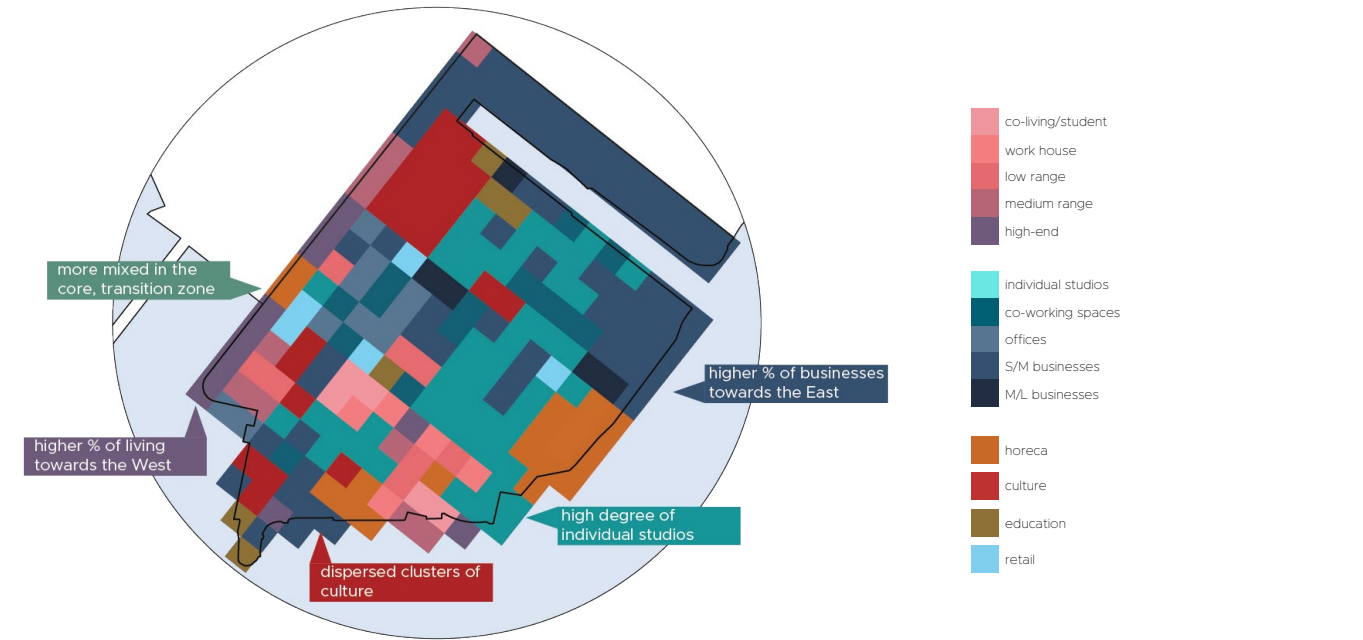 more mixed in the
core, transition zone
higher % of living
towards the West
dispersed clusters of
culture
high degree of
individual studios
higher % of businesses
towards the East
co-living/student
work house
low range
medium range
high-end
individual studios
co-working spaces
offices
S/M businesses
M/L businesses
horeca
culture
education
retail